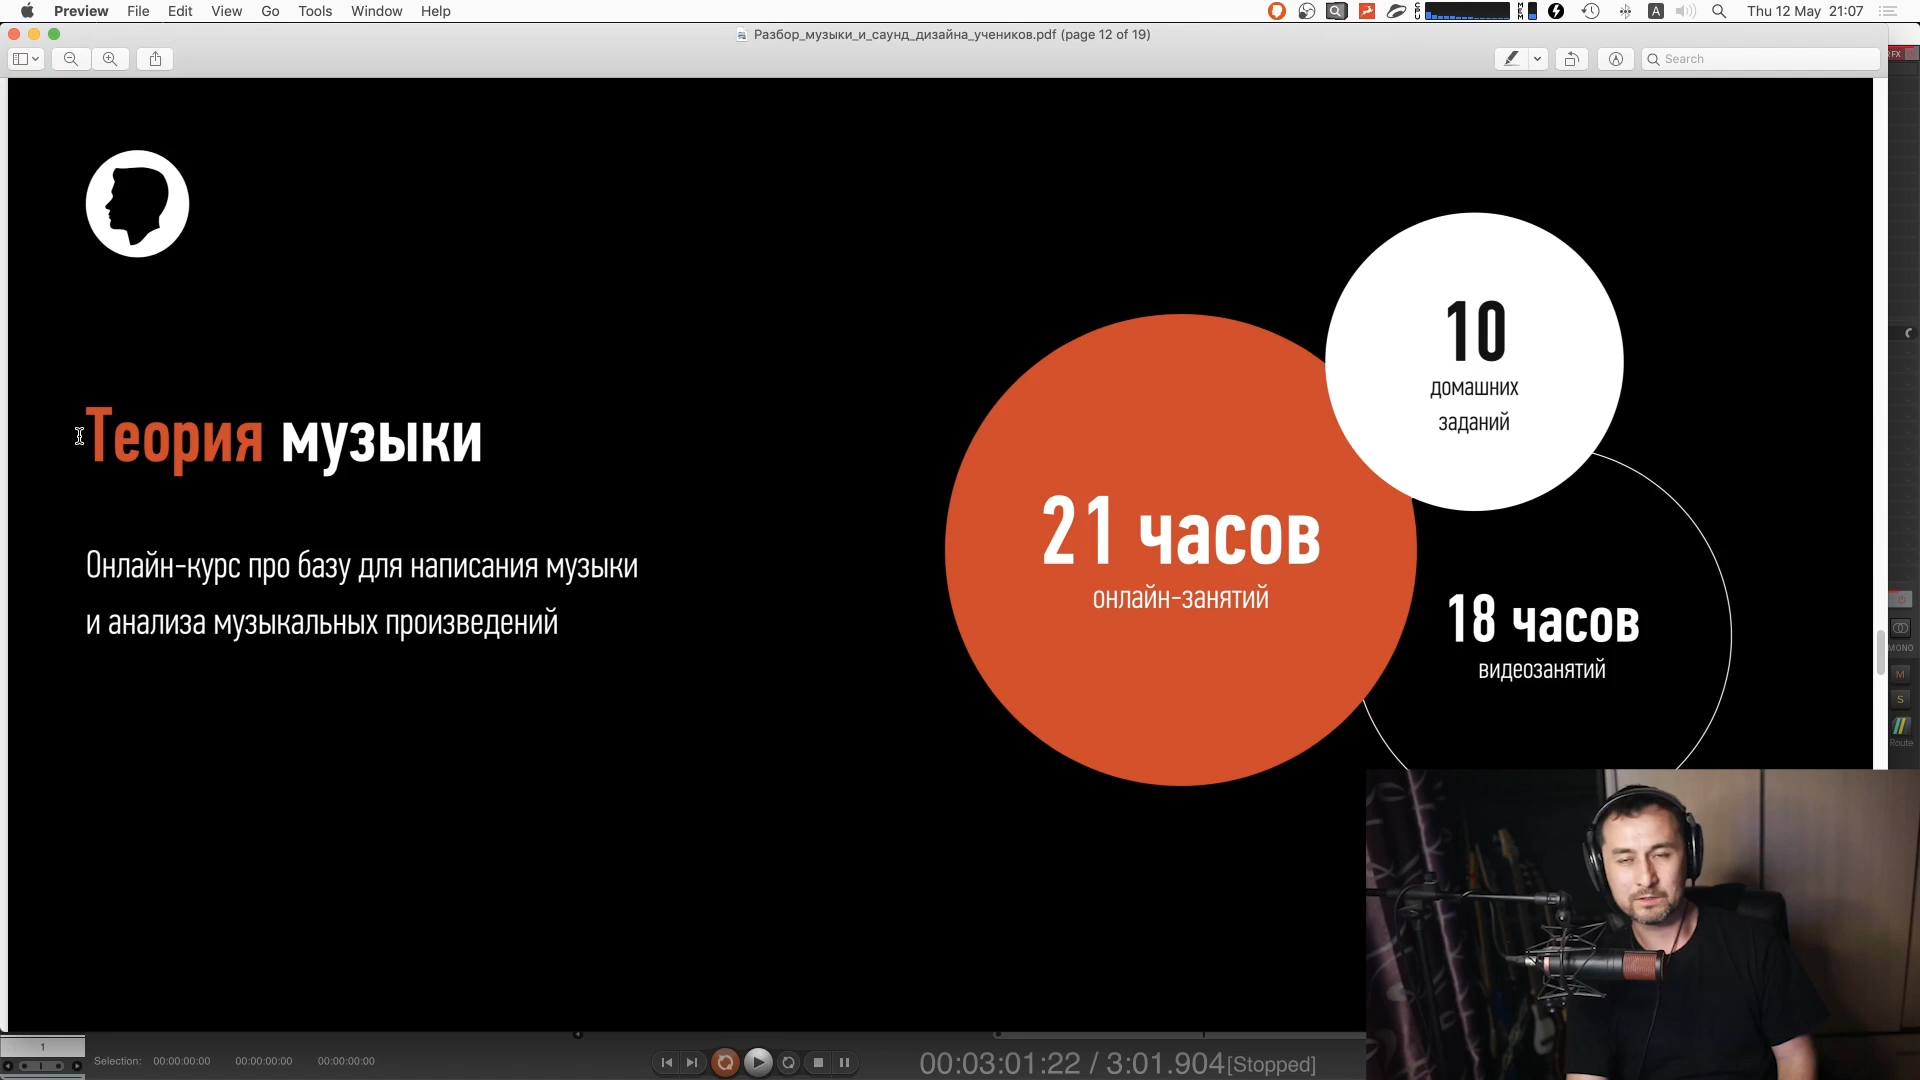 Preview File Edit View Go Tools Window Help
A Thu 12 May 21:07
Разбор_музыки_и_саунд_дизайна_учеников.pdf (page 12 of 19)
Search
10
домашних
заданий
Теория музыки
21 часов
онлайн-занятий
Онлайн-курс про базу для написания музыки
и анализа музыкальных произведений
18 часов
видеозанятий
MONO
M
S
Route
1
Selection: 00:00:00:00 00:00:00:00 00:00:00:00
00:03:01:22 / 3:01.904 [Stopped]